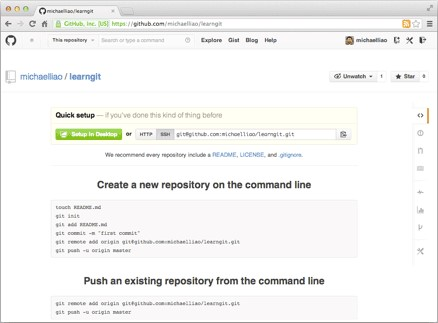 michaelliao/learngit
GitHub, Inc. [US] https://github.com/michaelliao/learngit
This repository Search or type a command Explore Gist Blog Help michaelliao
michaelliao / learngit Unwatch 1 Star 0
Quick setup — if you've done this kind of thing before
Setup in Desktop or HTTP SSH git@github.com:michaelliao/learngit.git
We recommend every repository include a README, LICENSE, and .gitignore.
Create a new repository on the command line
touch README.md
git init
git add README.md
git commit -m "first commit"
git remote add origin git@github.com:michaelliao/learngit.git
git push -u origin master
Push an existing repository from the command line
git remote add origin git@github.com:michaelliao/learngit.git
git push -u origin master